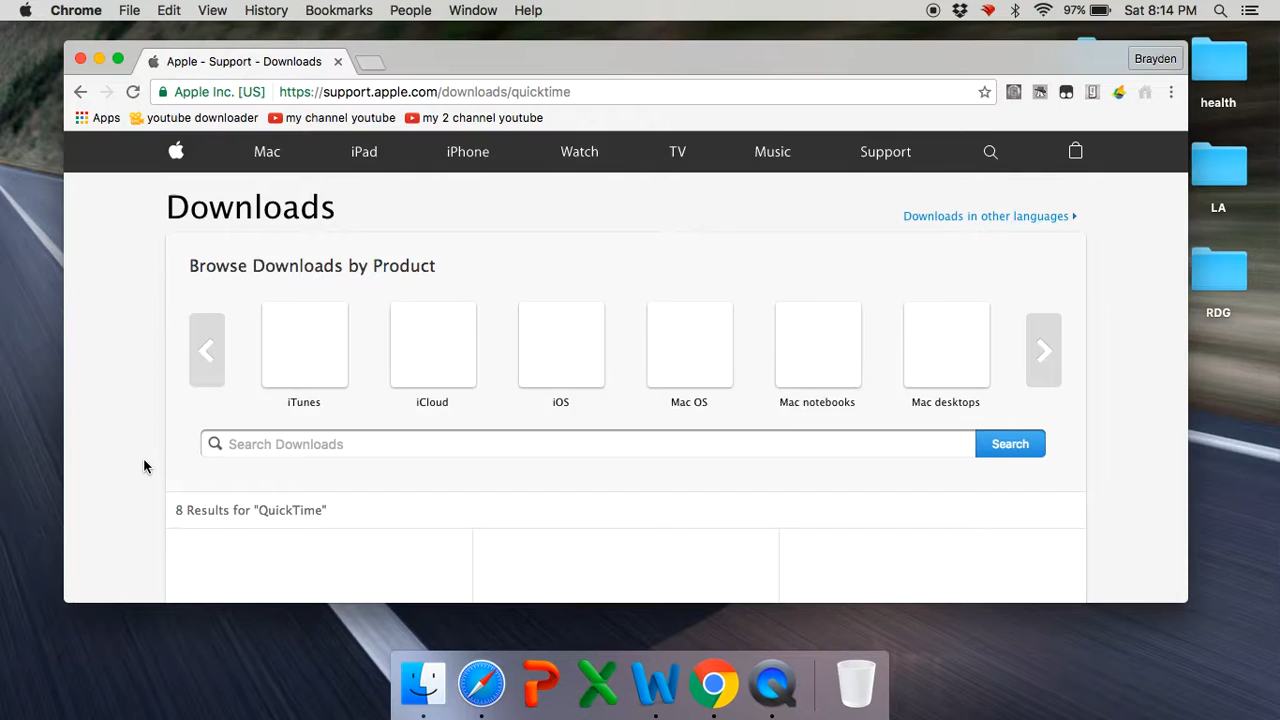 Chrome File Edit View History Bookmarks People Window Help 97% Sat 8:14 PM
Apple - Support - Downloads Brayden
Apple Inc. [US] https://support.apple.com/downloads/quicktime
Apps youtube downloader my channel youtube my 2 channel youtube
Mac iPad iPhone Watch TV Music Support
health
LA
RDG
Downloads
Downloads in other languages
Browse Downloads by Product
iTunes iCloud iOS Mac OS Mac notebooks Mac desktops
Search Downloads Search
8 Results for "QuickTime"